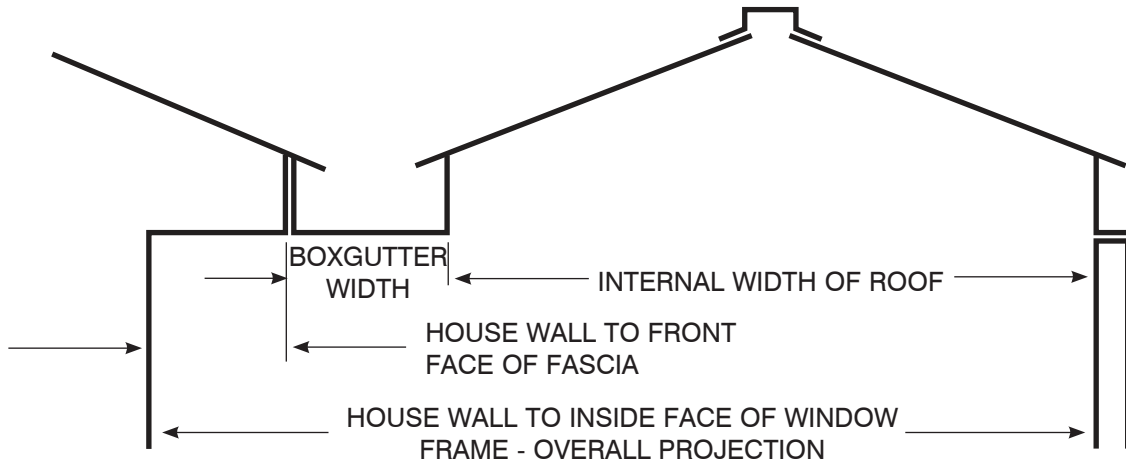 BOXGUTTER
WIDTH
INTERNAL WIDTH OF ROOF
HOUSE WALL TO FRONT
FACE OF FASCIA
HOUSE WALL TO INSIDE FACE OF WINDOW
FRAME - OVERALL PROJECTION